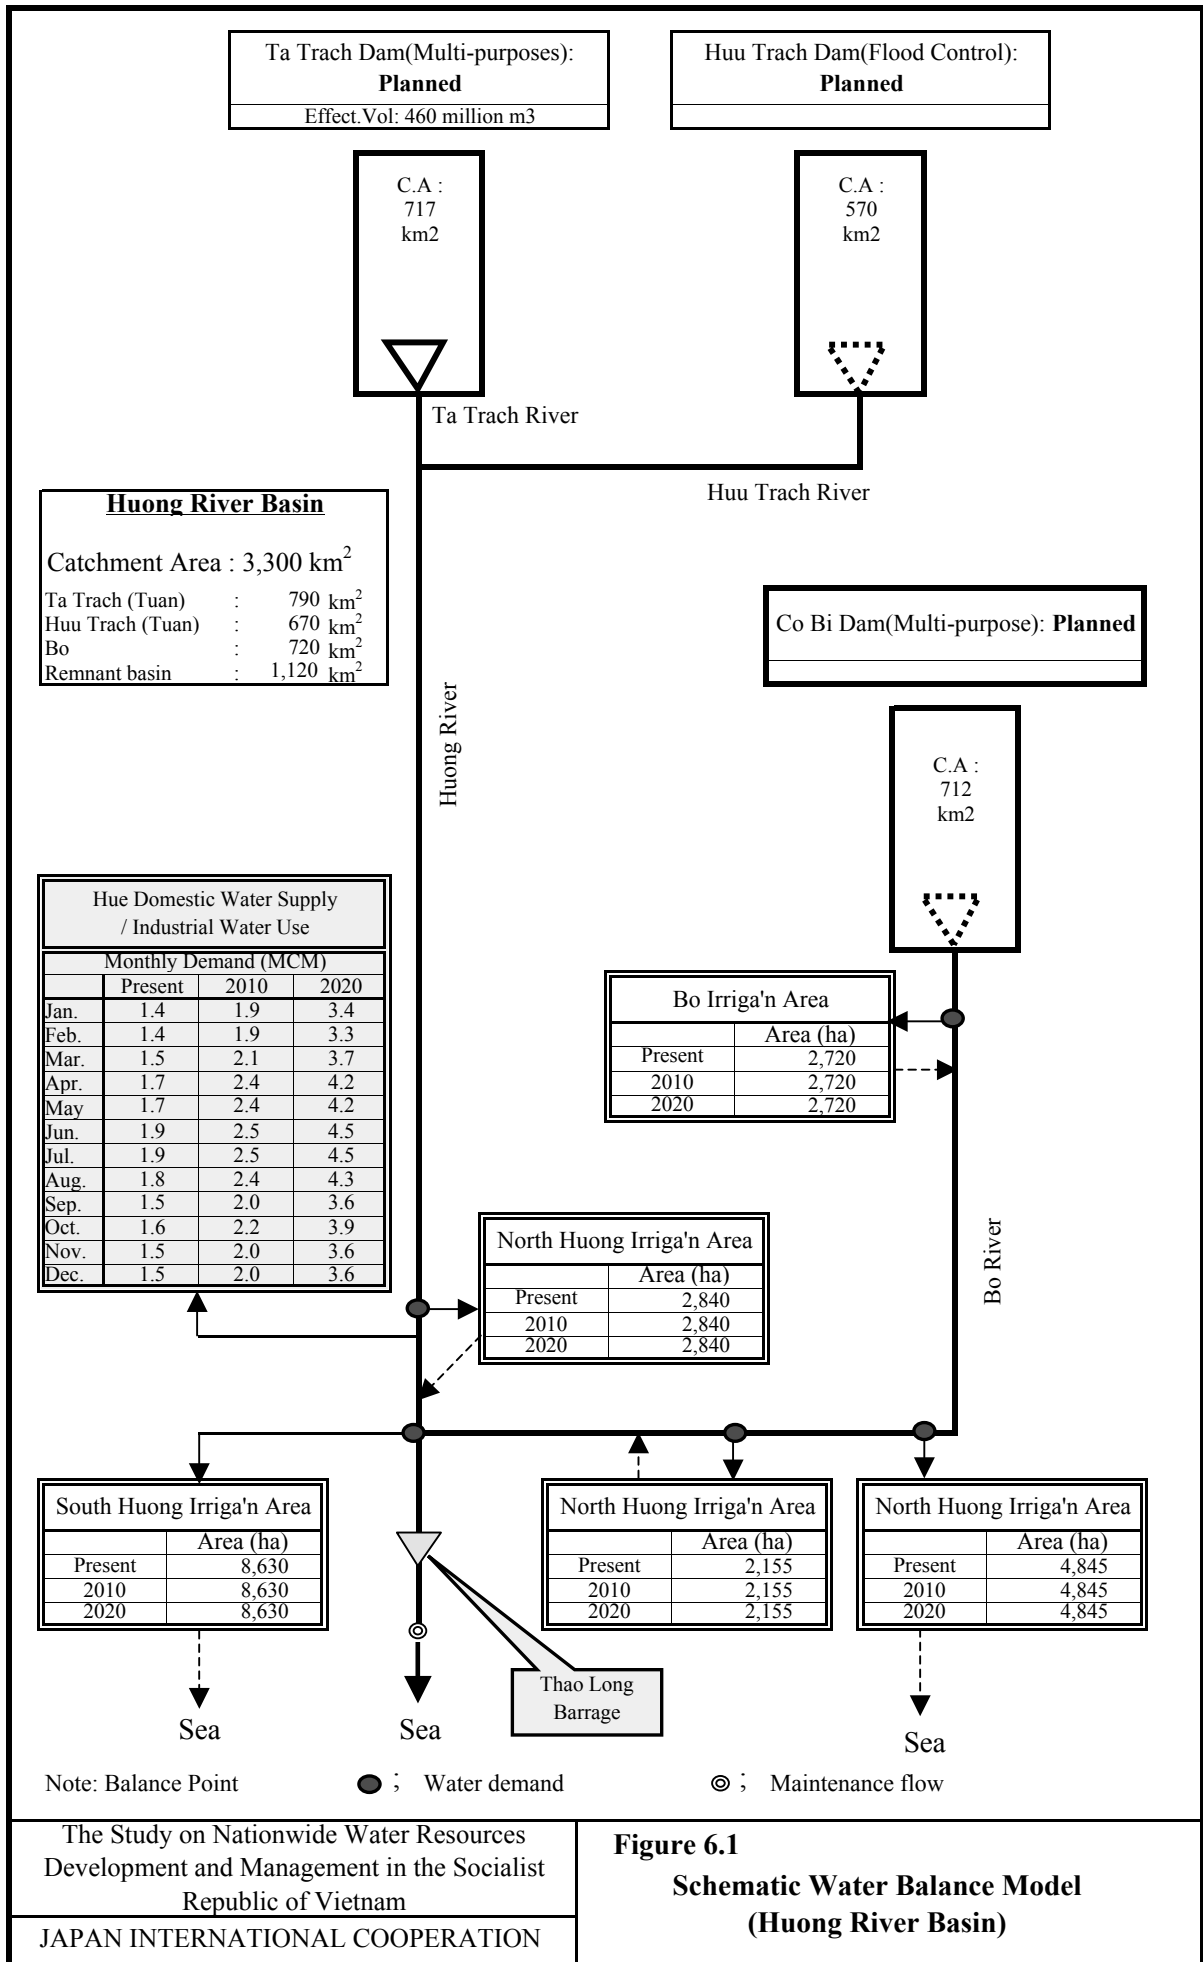 Ta Trach Dam(Multi-purposes):
Planned
Effect.Vol: 460 million m3
Huu Trach Dam(Flood Control):
Planned
C.A :
717
km2
C.A :
570
km2
Ta Trach River
Huu Trach River
Huong River Basin
Catchment Area : 3,300 km2
Ta Trach (Tuan) : 790 km2
Huu Trach (Tuan) : 670 km2
Bo : 720 km2
Remnant basin : 1,120 km2
Co Bi Dam(Multi-purpose): Planned
Huong River
C.A :
712
km2
Hue Domestic Water Supply
/ Industrial Water Use
Monthly Demand (MCM)
Present 2010 2020
Jan. 1.4 1.9 3.4
Feb. 1.4 1.9 3.3
Mar. 1.5 2.1 3.7
Apr. 1.7 2.4 4.2
May 1.7 2.4 4.2
Jun. 1.9 2.5 4.5
Jul. 1.9 2.5 4.5
Aug. 1.8 2.4 4.3
Sep. 1.5 2.0 3.6
Oct. 1.6 2.2 3.9
Nov. 1.5 2.0 3.6
Dec. 1.5 2.0 3.6
Bo Irriga'n Area
Area (ha)
Present 2,720
2010 2,720
2020 2,720
Bo River
North Huong Irriga'n Area
Area (ha)
Present 2,840
2010 2,840
2020 2,840
South Huong Irriga'n Area
Area (ha)
Present 8,630
2010 8,630
2020 8,630
North Huong Irriga'n Area
Area (ha)
Present 2,155
2010 2,155
2020 2,155
North Huong Irriga'n Area
Area (ha)
Present 4,845
2010 4,845
2020 4,845
Thao Long
Barrage
Sea
Sea
Sea
Note: Balance Point ; Water demand ; Maintenance flow
The Study on Nationwide Water Resources
Development and Management in the Socialist
Republic of Vietnam
JAPAN INTERNATIONAL COOPERATION
Figure 6.1
Schematic Water Balance Model
(Huong River Basin)